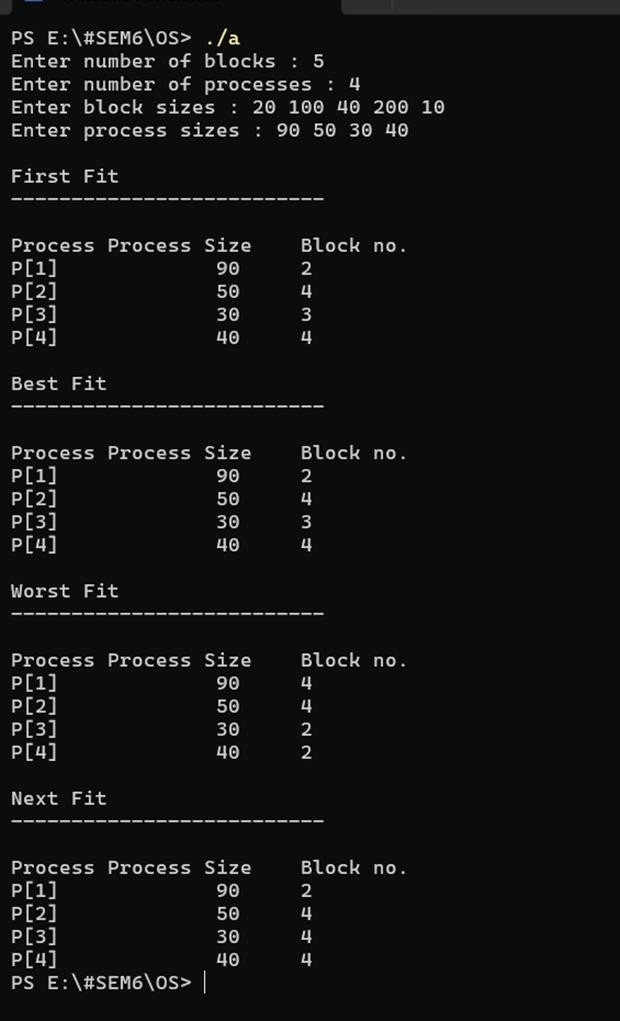 PS E:\#SEM6\OS> ./a
Enter number of blocks : 5
Enter number of processes : 4
Enter block sizes : 20 100 40 200 10
Enter process sizes : 90 50 30 40
First Fit
--------------------------
Process Process Size    Block no.
P[1]             90     2
P[2]             50     4
P[3]             30     3
P[4]             40     4
Best Fit
--------------------------
Process Process Size    Block no.
P[1]             90     2
P[2]             50     4
P[3]             30     3
P[4]             40     4
Worst Fit
--------------------------
Process Process Size    Block no.
P[1]             90     4
P[2]             50     4
P[3]             30     2
P[4]             40     2
Next Fit
--------------------------
Process Process Size    Block no.
P[1]             90     2
P[2]             50     4
P[3]             30     4
P[4]             40     4
PS E:\#SEM6\OS>